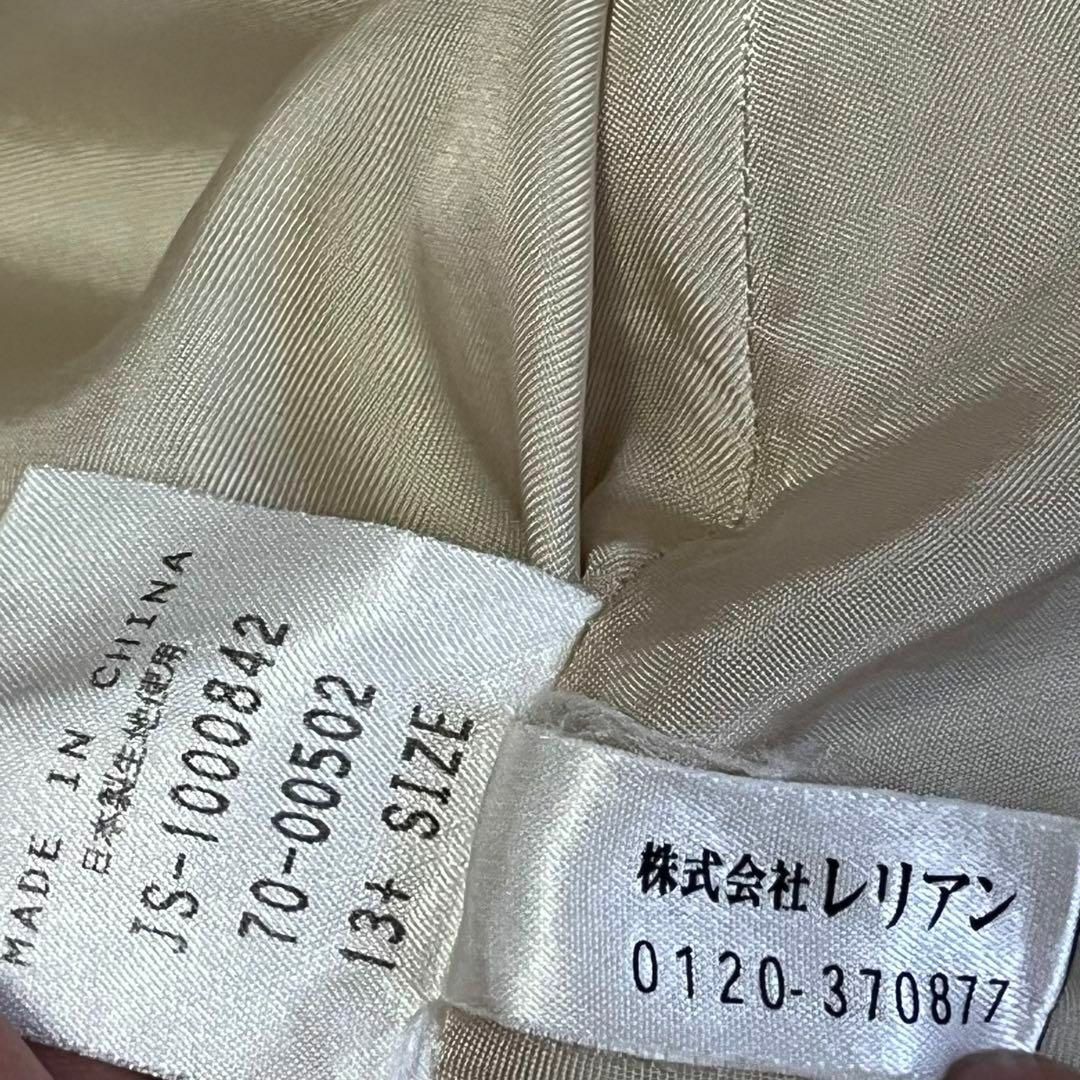 MADE IN CHINA
日本製生地使用
JS-100842
70-00502
13+ SIZE
株式会社レリアン
0120-370877